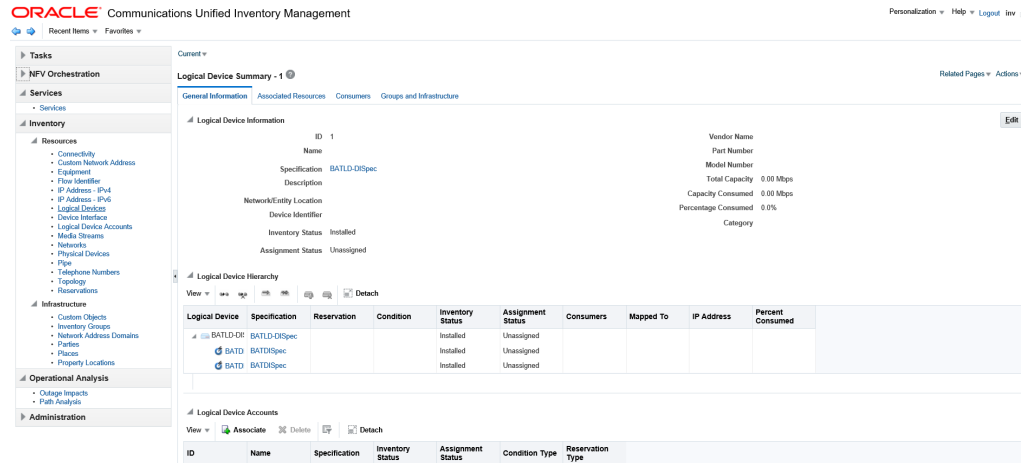 ORACLE® Communications Unified Inventory Management
Personalization Help Logout inv
Recent Items Favorites
Tasks
NFV Orchestration
Services
Services
Inventory
Resources
Connectivity
Custom Network Address
Equipment
Flow Identifier
IP Address - IPv4
IP Address - IPv6
Logical Devices
Device Interface
Logical Device Accounts
Media Streams
Networks
Physical Devices
Pipe
Telephone Numbers
Topology
Reservations
Infrastructure
Custom Objects
Inventory Groups
Network Address Domains
Parties
Places
Property Locations
Operational Analysis
Outage Impacts
Path Analysis
Administration
Current
Logical Device Summary - 1
Related Pages Actions
General Information Associated Resources Consumers Groups and Infrastructure
Logical Device Information
Edit
ID 1
Name
Specification BATLD-DISpec
Description
Network/Entity Location
Device Identifier
Inventory Status Installed
Assignment Status Unassigned
Vendor Name
Part Number
Model Number
Total Capacity 0.00 Mbps
Capacity Consumed 0.00 Mbps
Percentage Consumed 0.0%
Category
Logical Device Hierarchy
View Detach
Logical Device Specification Reservation Condition Inventory Status Assignment Status Consumers Mapped To IP Address Percent Consumed
BATLD-DIS BATLD-DISpec Installed Unassigned
BATD BATDISpec Installed Unassigned
BATD BATDISpec Installed Unassigned
Logical Device Accounts
View Associate Delete Detach
ID Name Specification Inventory Status Assignment Status Condition Type Reservation Type